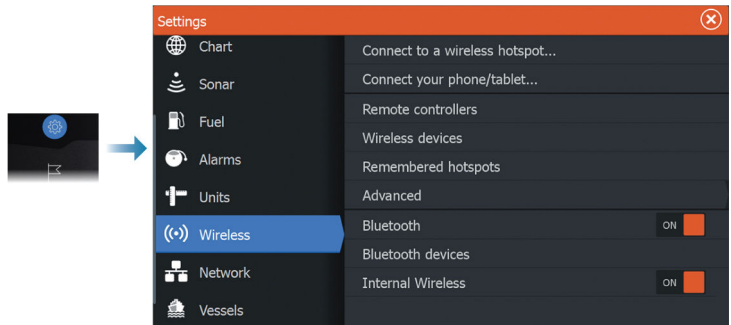 Settings
Chart
Sonar
Fuel
Alarms
Units
Wireless
Network
Vessels
Connect to a wireless hotspot...
Connect your phone/tablet...
Remote controllers
Wireless devices
Remembered hotspots
Advanced
Bluetooth ON
Bluetooth devices
Internal Wireless ON